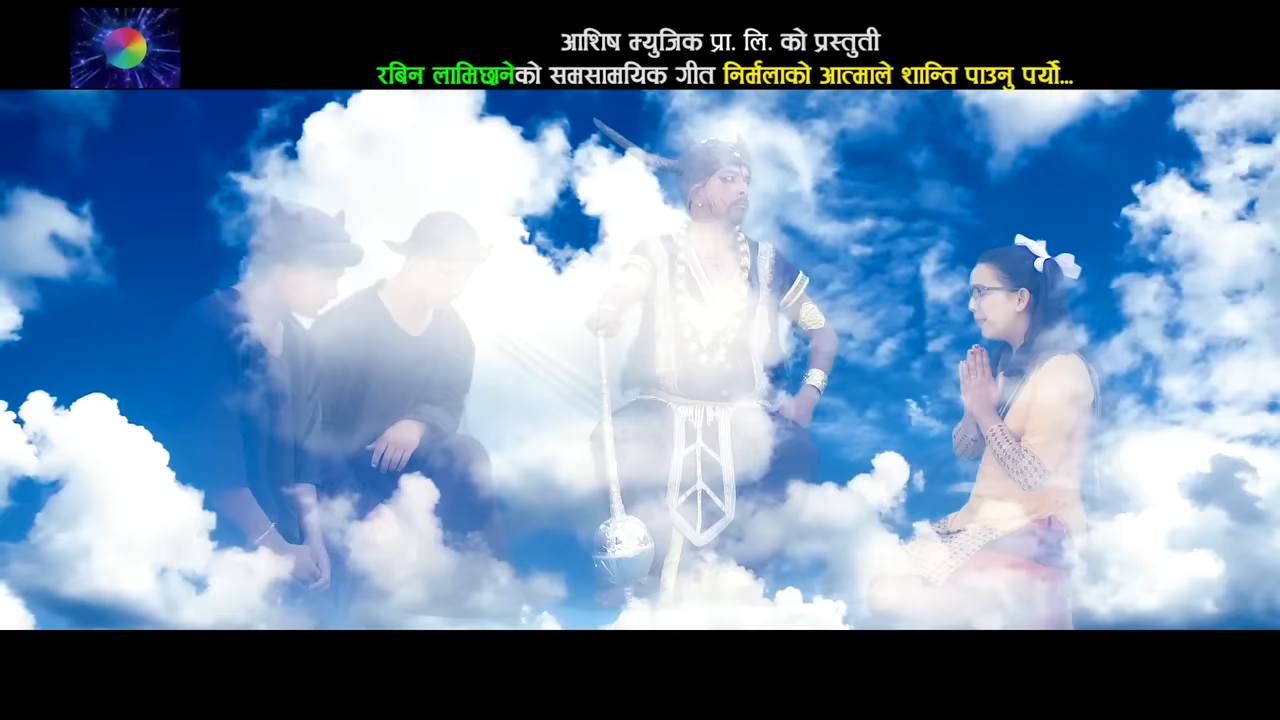 आशिष म्युजिक प्रा. लि. को प्रस्तुती
रबिन लामिछानेको समसामयिक गीत निर्मलाको आत्माले शान्ति पाउनु पर्यो...